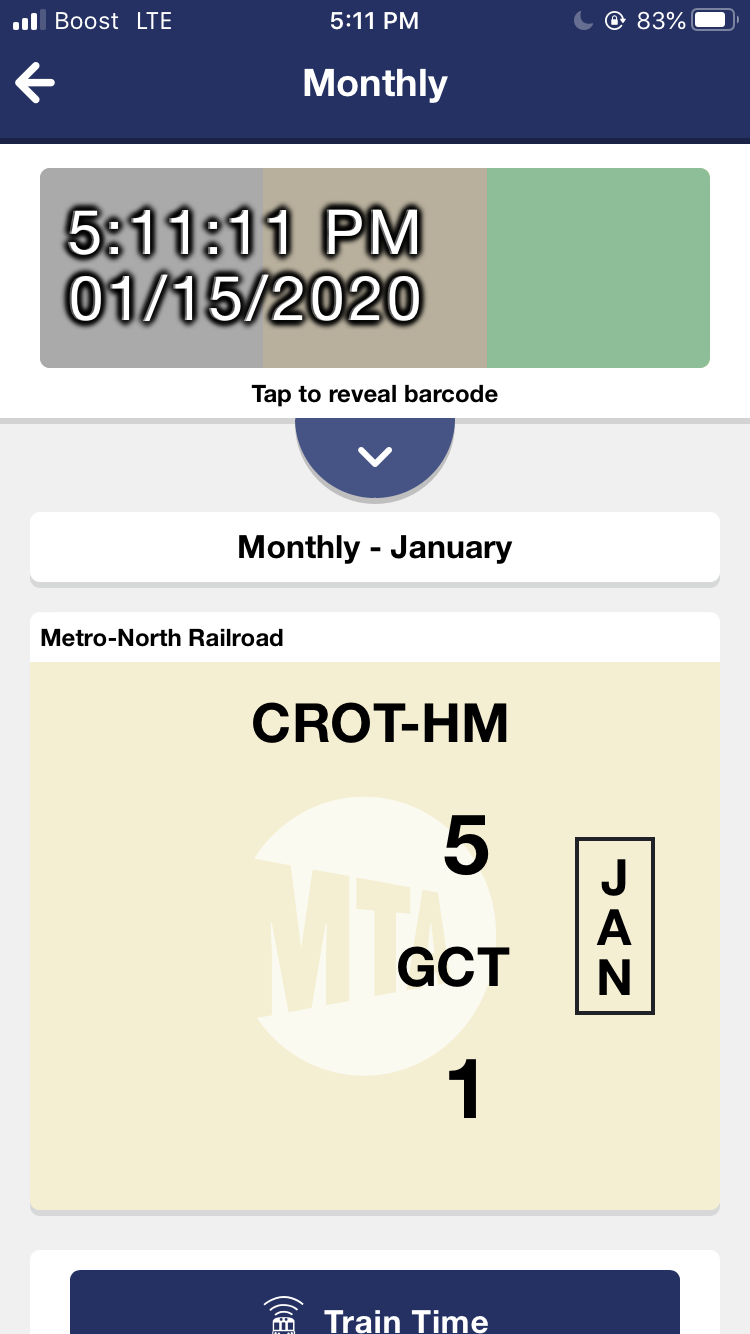 Boost LTE 5:11 PM 83%
Monthly
5:11:11 PM
01/15/2020
Tap to reveal barcode
Monthly - January
Metro-North Railroad
CROT-HM
5
MTA
GCT
1
J
A
N
Train Time